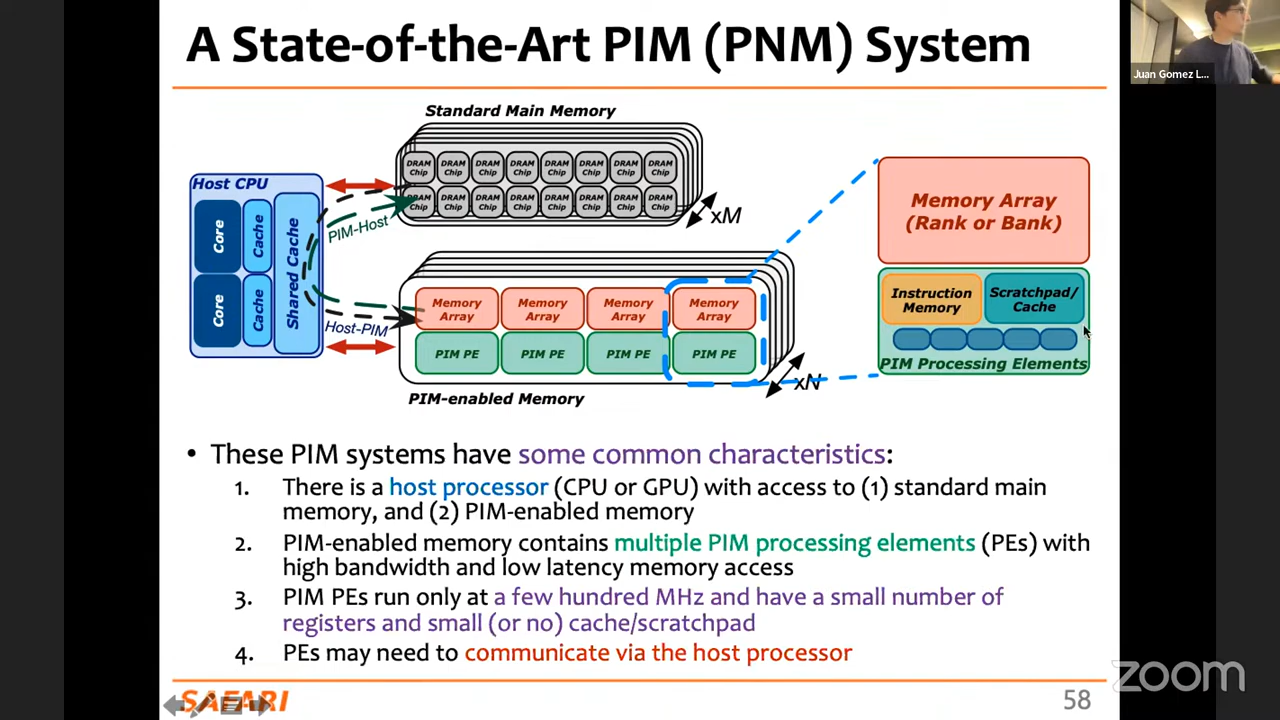 A State-of-the-Art PIM (PNM) System
Juan Gomez L...
Standard Main Memory
DRAM Chip DRAM Chip DRAM Chip DRAM Chip DRAM Chip DRAM Chip DRAM Chip DRAM Chip
DRAM Chip DRAM Chip DRAM Chip DRAM Chip DRAM Chip DRAM Chip DRAM Chip DRAM Chip
xM
Host CPU
Core
Cache
Core
Cache
Shared Cache
PIM-Host
Host-PIM
Memory Array Memory Array Memory Array Memory Array
PIM PE PIM PE PIM PE PIM PE
xN
PIM-enabled Memory
Memory Array
(Rank or Bank)
Instruction
Memory
Scratchpad/
Cache
PIM Processing Elements
• These PIM systems have some common characteristics:
1. There is a host processor (CPU or GPU) with access to (1) standard main
memory, and (2) PIM-enabled memory
2. PIM-enabled memory contains multiple PIM processing elements (PEs) with
high bandwidth and low latency memory access
3. PIM PEs run only at a few hundred MHz and have a small number of
registers and small (or no) cache/scratchpad
4. PEs may need to communicate via the host processor
SAFARI
58
zoom